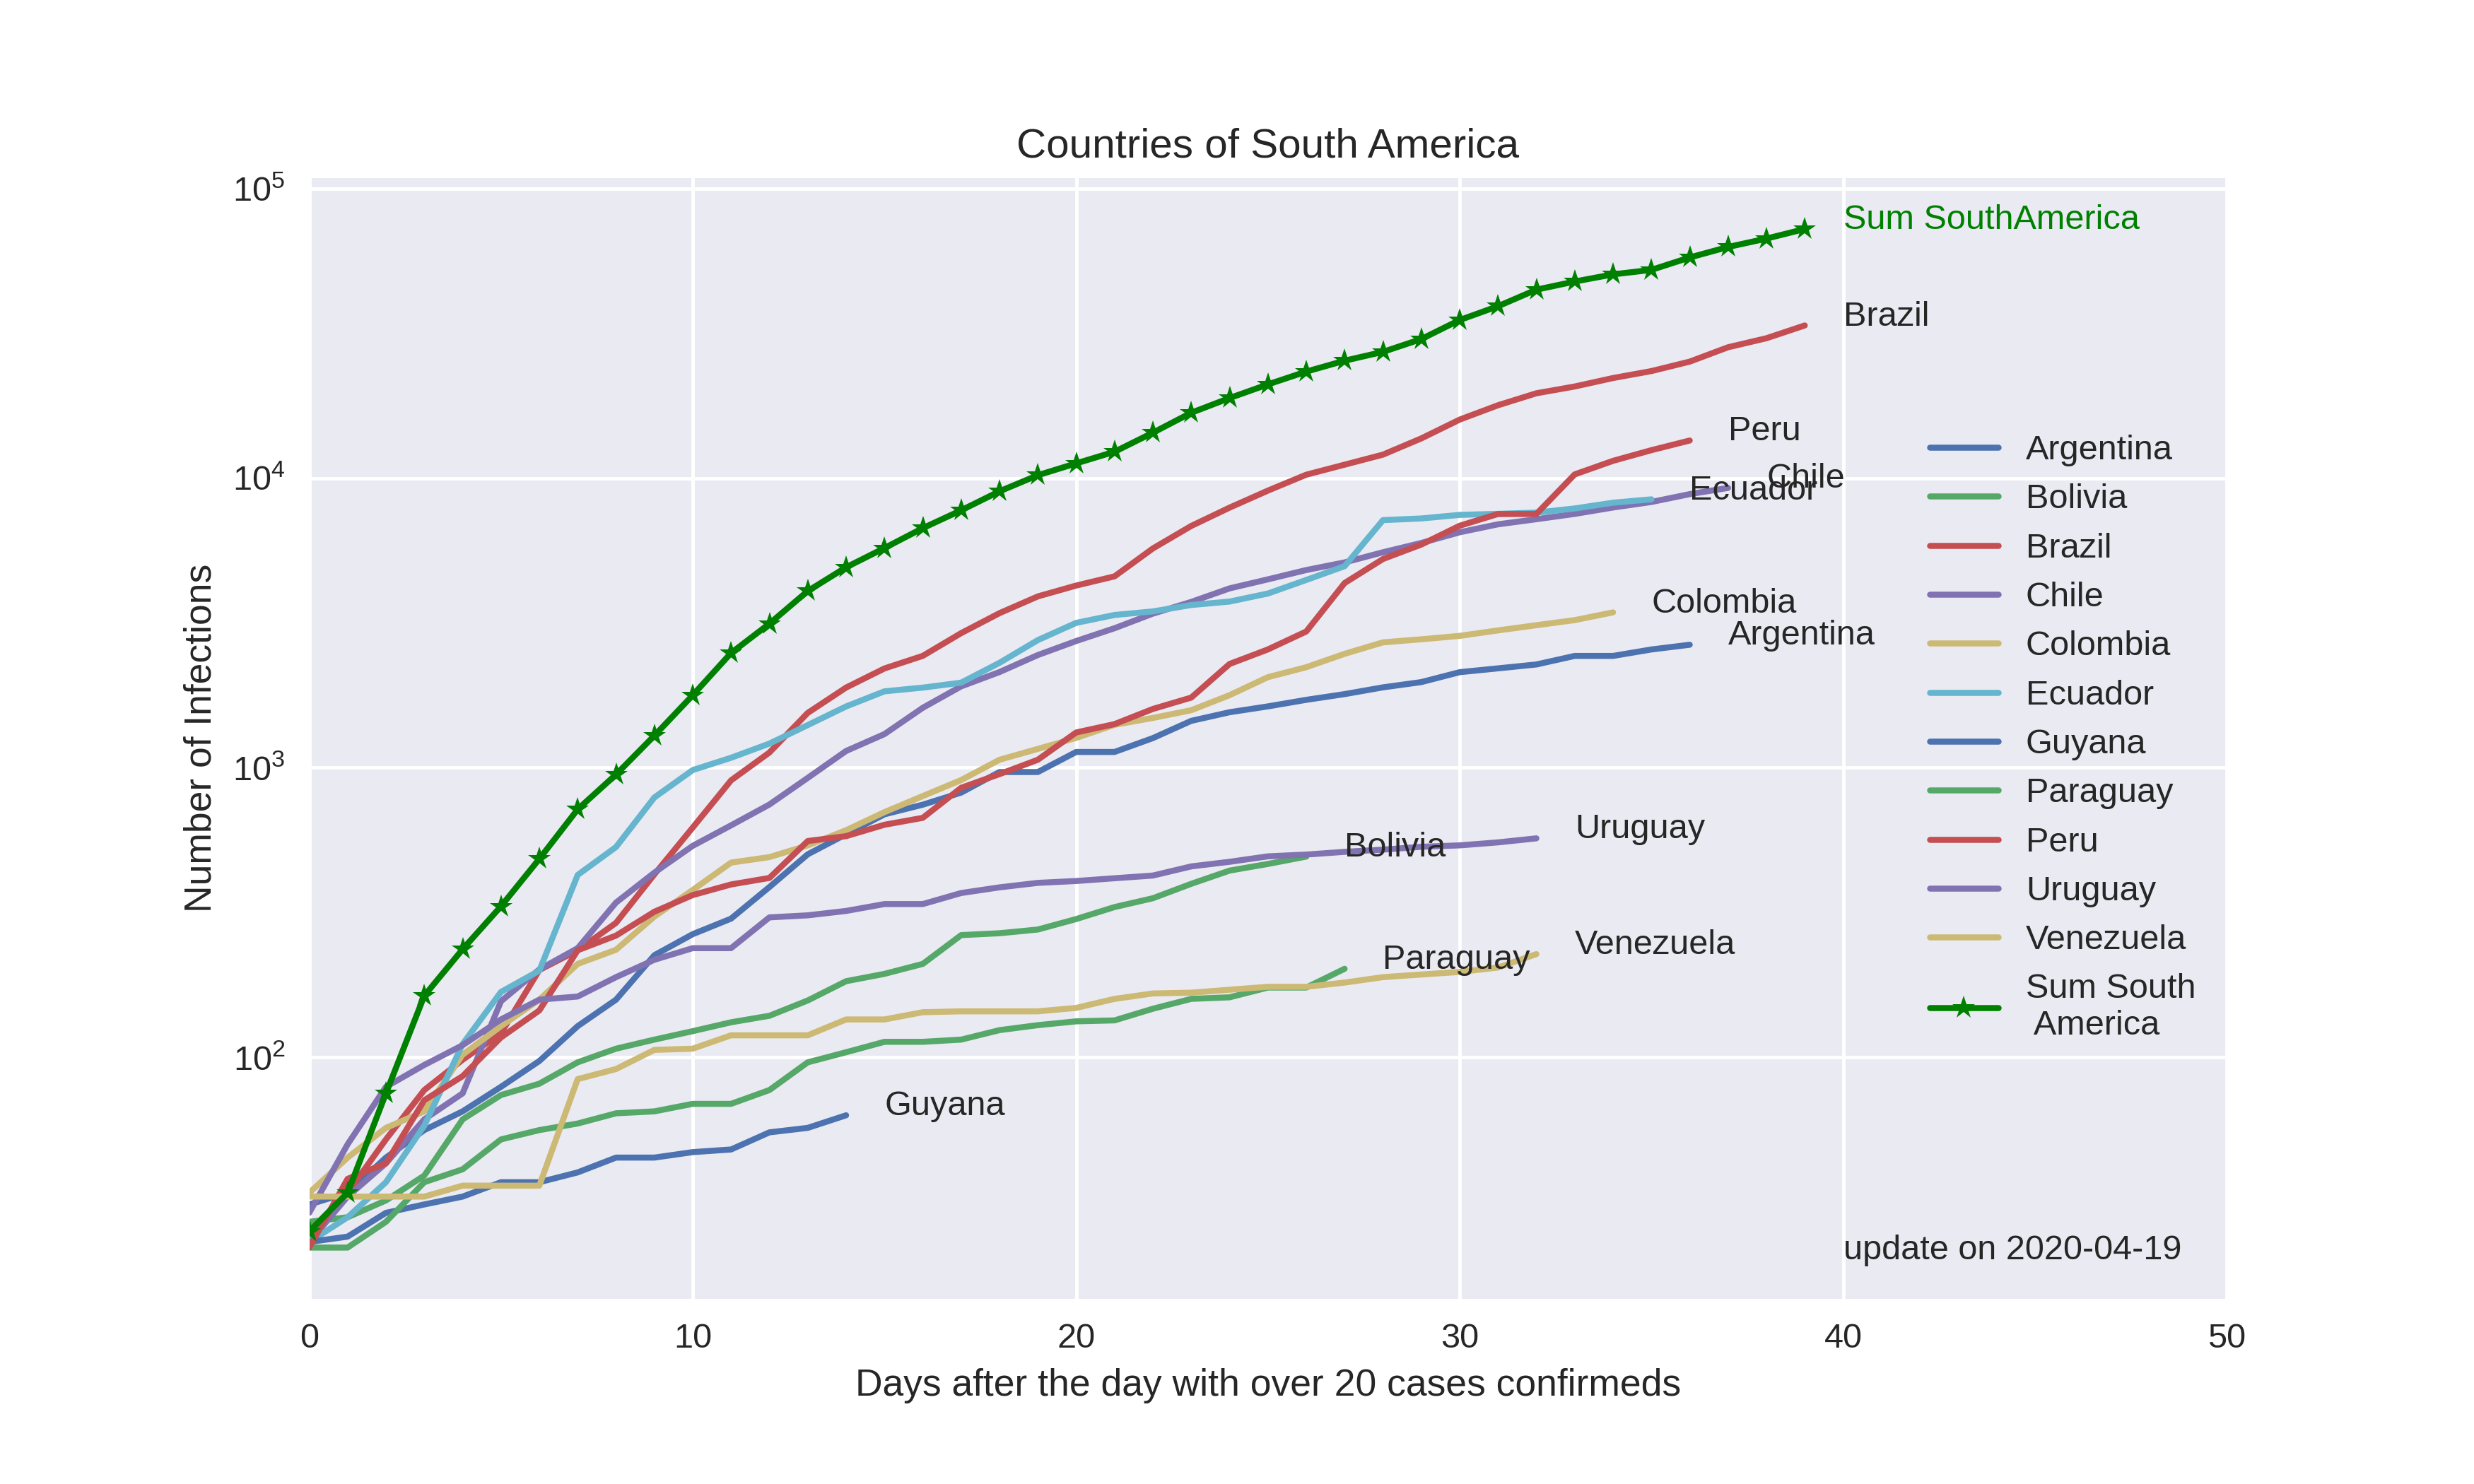 Countries of South America
10^5
10^4
10^3
10^2
Number of Infections
Sum SouthAmerica
Brazil
Peru
Chile
Ecuador
Colombia
Argentina
Uruguay
Bolivia
Venezuela
Paraguay
Guyana
Argentina
Bolivia
Brazil
Chile
Colombia
Ecuador
Guyana
Paraguay
Peru
Uruguay
Venezuela
Sum South
America
update on 2020-04-19
0 10 20 30 40 50
Days after the day with over 20 cases confirmeds